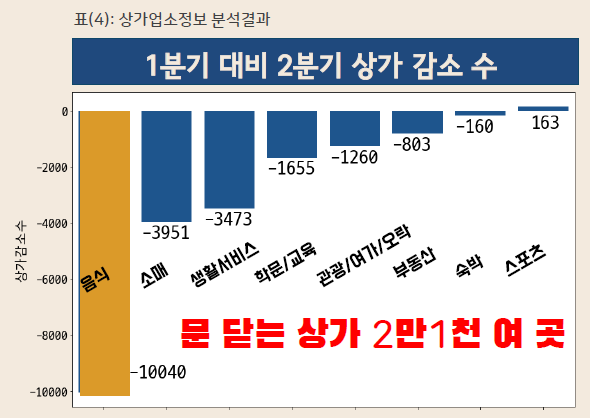 표(4): 상가업소정보 분석결과
1분기 대비 2분기 상가 감소 수
상가감소수
0
-2000
-4000
-6000
-8000
-10000
-10040
-3951
-3473
-1655
-1260
-803
-160
163
음식
소매
생활서비스
학문/교육
관광/여가/오락
부동산
숙박
스포츠
문 닫는 상가 2만1천 여 곳